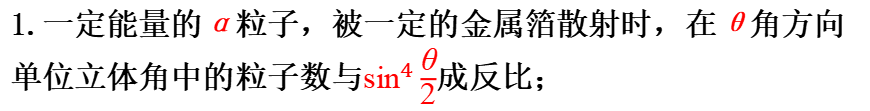 1. 一定能量的 α 粒子，被一定的金属箔散射时，在 θ 角方向
单位立体角中的粒子数与sin⁴ θ/2 成反比；